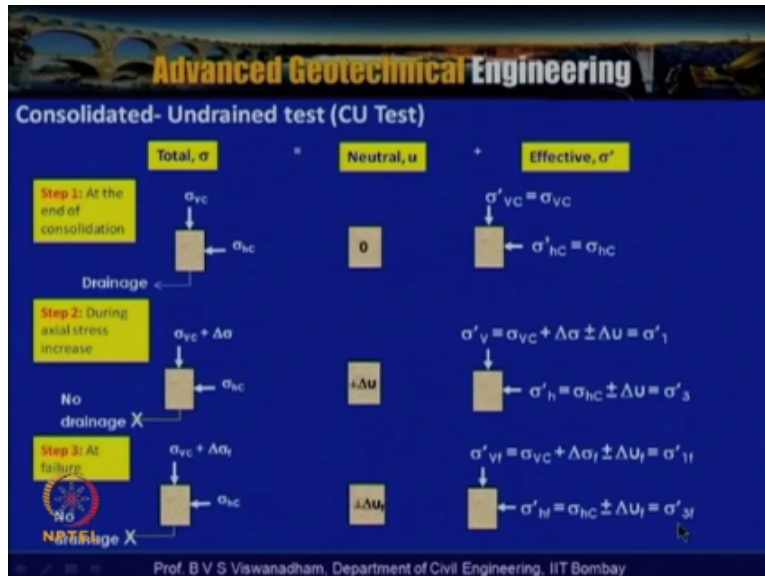 Advanced Geotechnical Engineering
Consolidated- Undrained test (CU Test)
Total, σ = Neutral, u + Effective, σ'
Step 1: At the end of consolidation
σVC
σhC
Drainage
0
σ'VC = σVC
σ'hC = σhC
Step 2: During axial stress increase
σVC + Δσ
σhC
No drainage X
±Δu
σ'V = σVC + Δσ ± Δu = σ'1
σ'h = σhC ± Δu = σ'3
Step 3: At failure
σVC + Δσf
σhC
No drainage X
±Δuf
σ'Vf = σVC + Δσf ± Δuf = σ'1f
σ'hf = σhC ± Δuf = σ'3f
NPTEL
Prof. B V S Viswanadham, Department of Civil Engineering, IIT Bombay